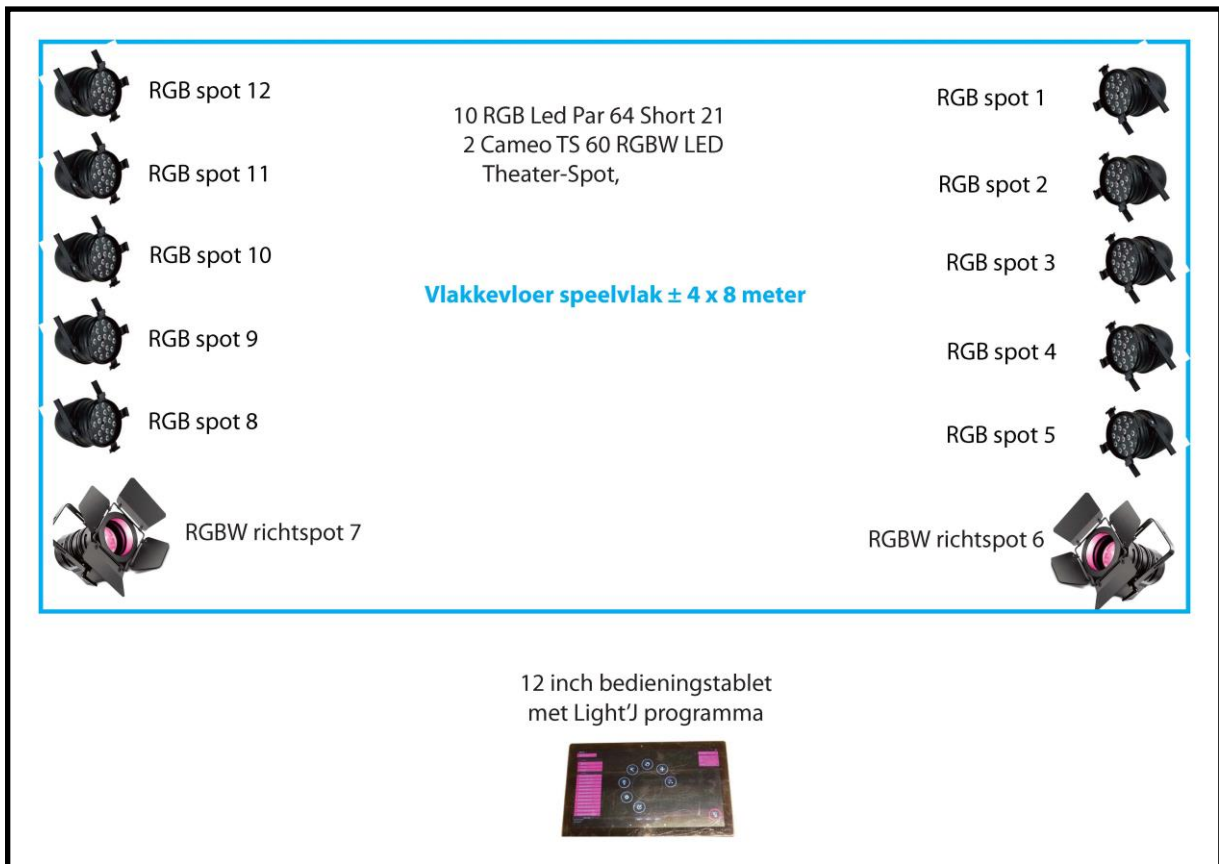 RGB spot 12
10 RGB Led Par 64 Short 21
2 Cameo TS 60 RGBW LED
Theater-Spot,
RGB spot 1
RGB spot 11
RGB spot 2
RGB spot 10
RGB spot 3
Vlakkevloer speelvlak ± 4 x 8 meter
RGB spot 9
RGB spot 4
RGB spot 8
RGB spot 5
RGBW richtspot 7
RGBW richtspot 6
12 inch bedieningstablet
met Light'J programma